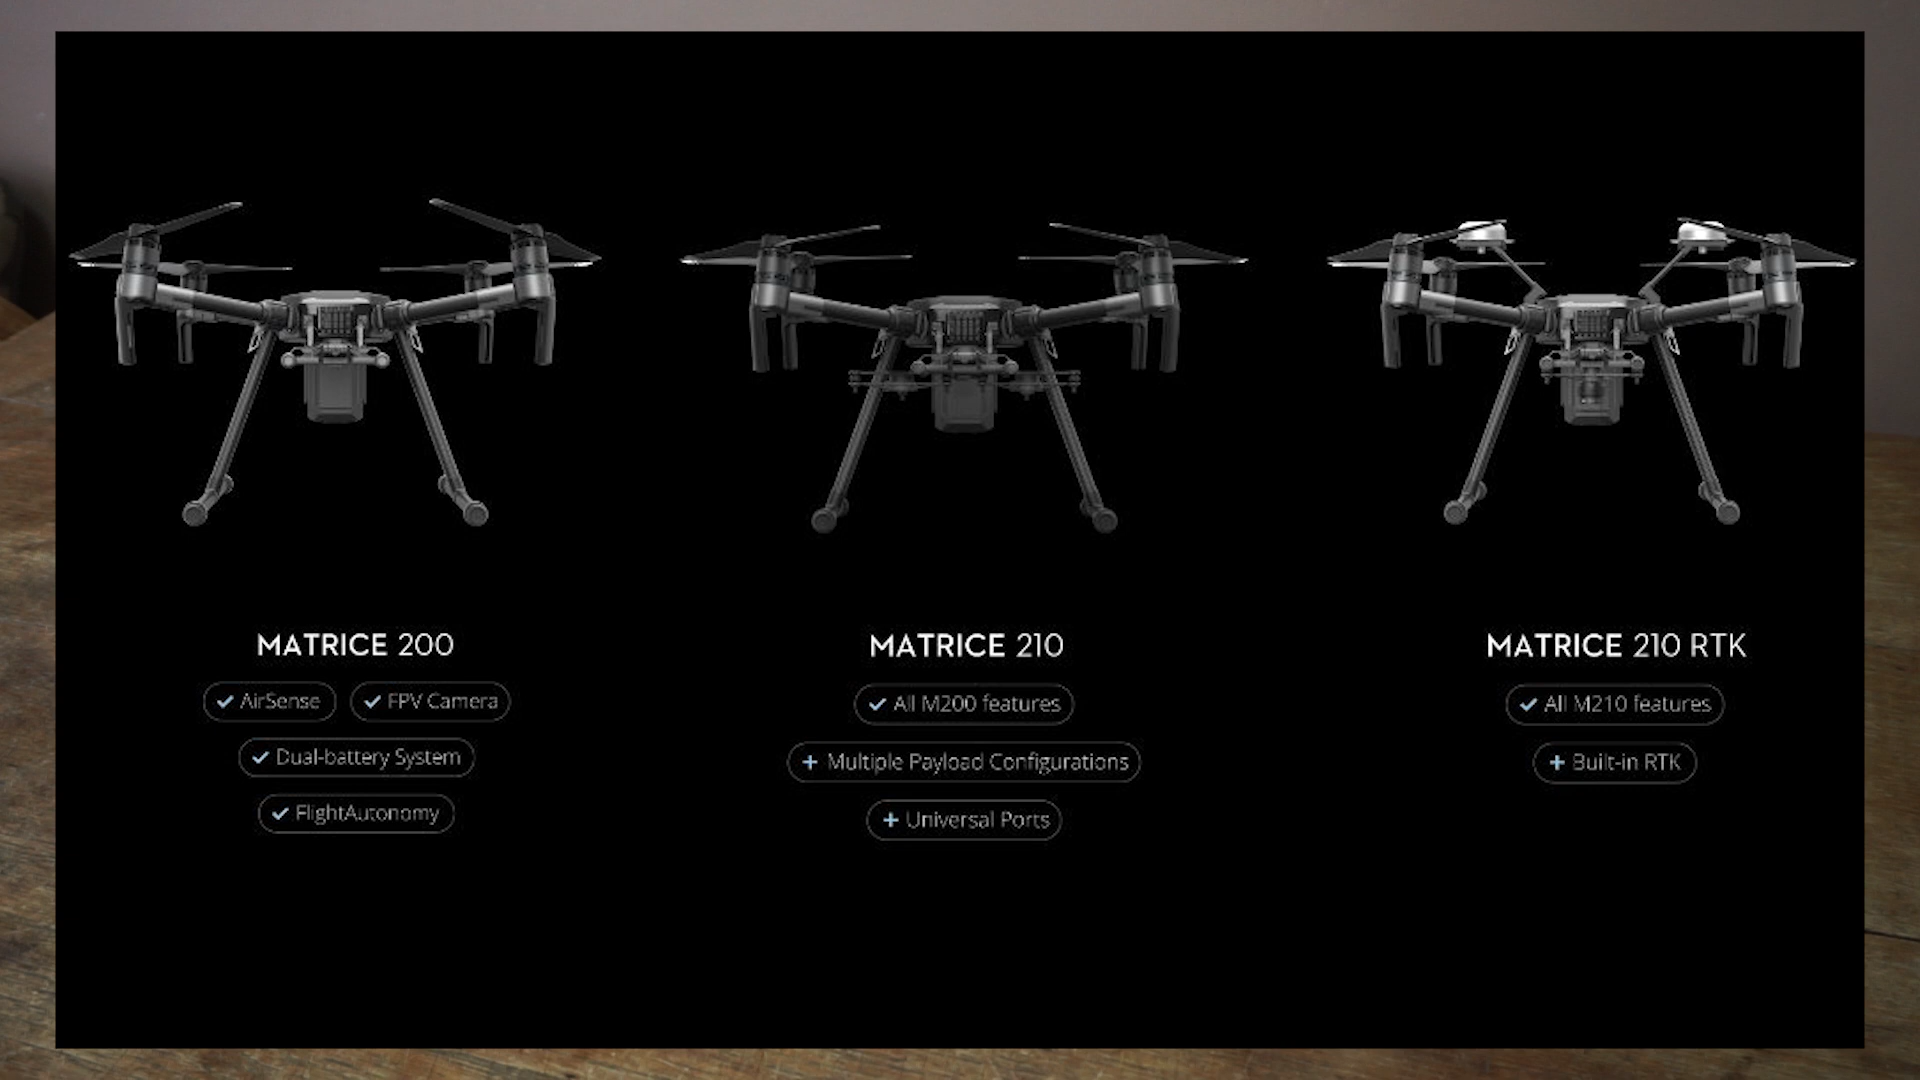 MATRICE 200
AirSense FPV Camera
Dual-battery System
FlightAutonomy
MATRICE 210
All M200 features
+ Multiple Payload Configurations
+ Universal Ports
MATRICE 210 RTK
All M210 features
+ Built-in RTK